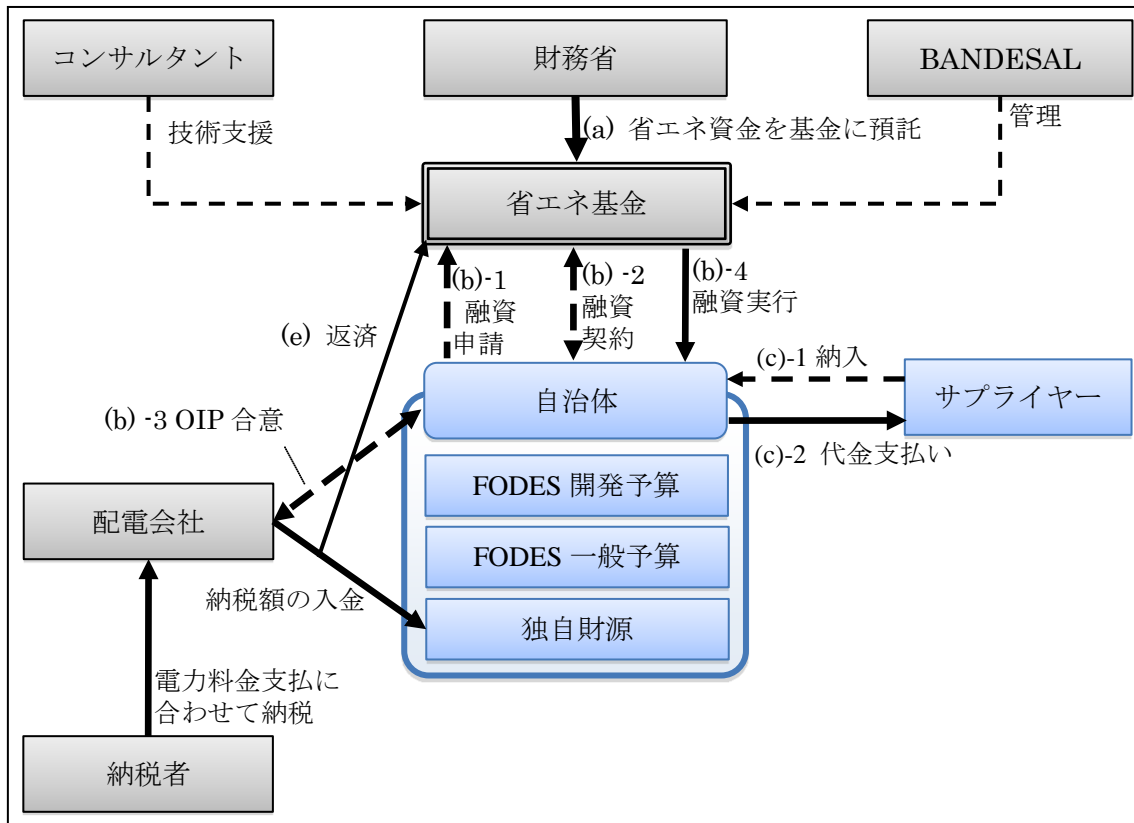 コンサルタント
財務省
BANDESAL
技術支援
(a) 省エネ資金を基金に預託
管理
省エネ基金
(b)-1
融資
申請
(b) -2
融資
契約
(b)-4
融資実行
(e) 返済
(c)-1 納入
自治体
サプライヤー
(b) -3 OIP 合意
(c)-2 代金支払い
FODES 開発予算
配電会社
FODES 一般予算
納税額の入金
独自財源
電力料金支払に
合わせて納税
納税者